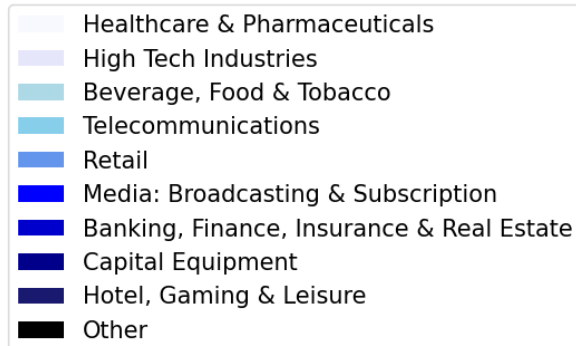 Healthcare & Pharmaceuticals
High Tech Industries
Beverage, Food & Tobacco
Telecommunications
Retail
Media: Broadcasting & Subscription
Banking, Finance, Insurance & Real Estate
Capital Equipment
Hotel, Gaming & Leisure
Other